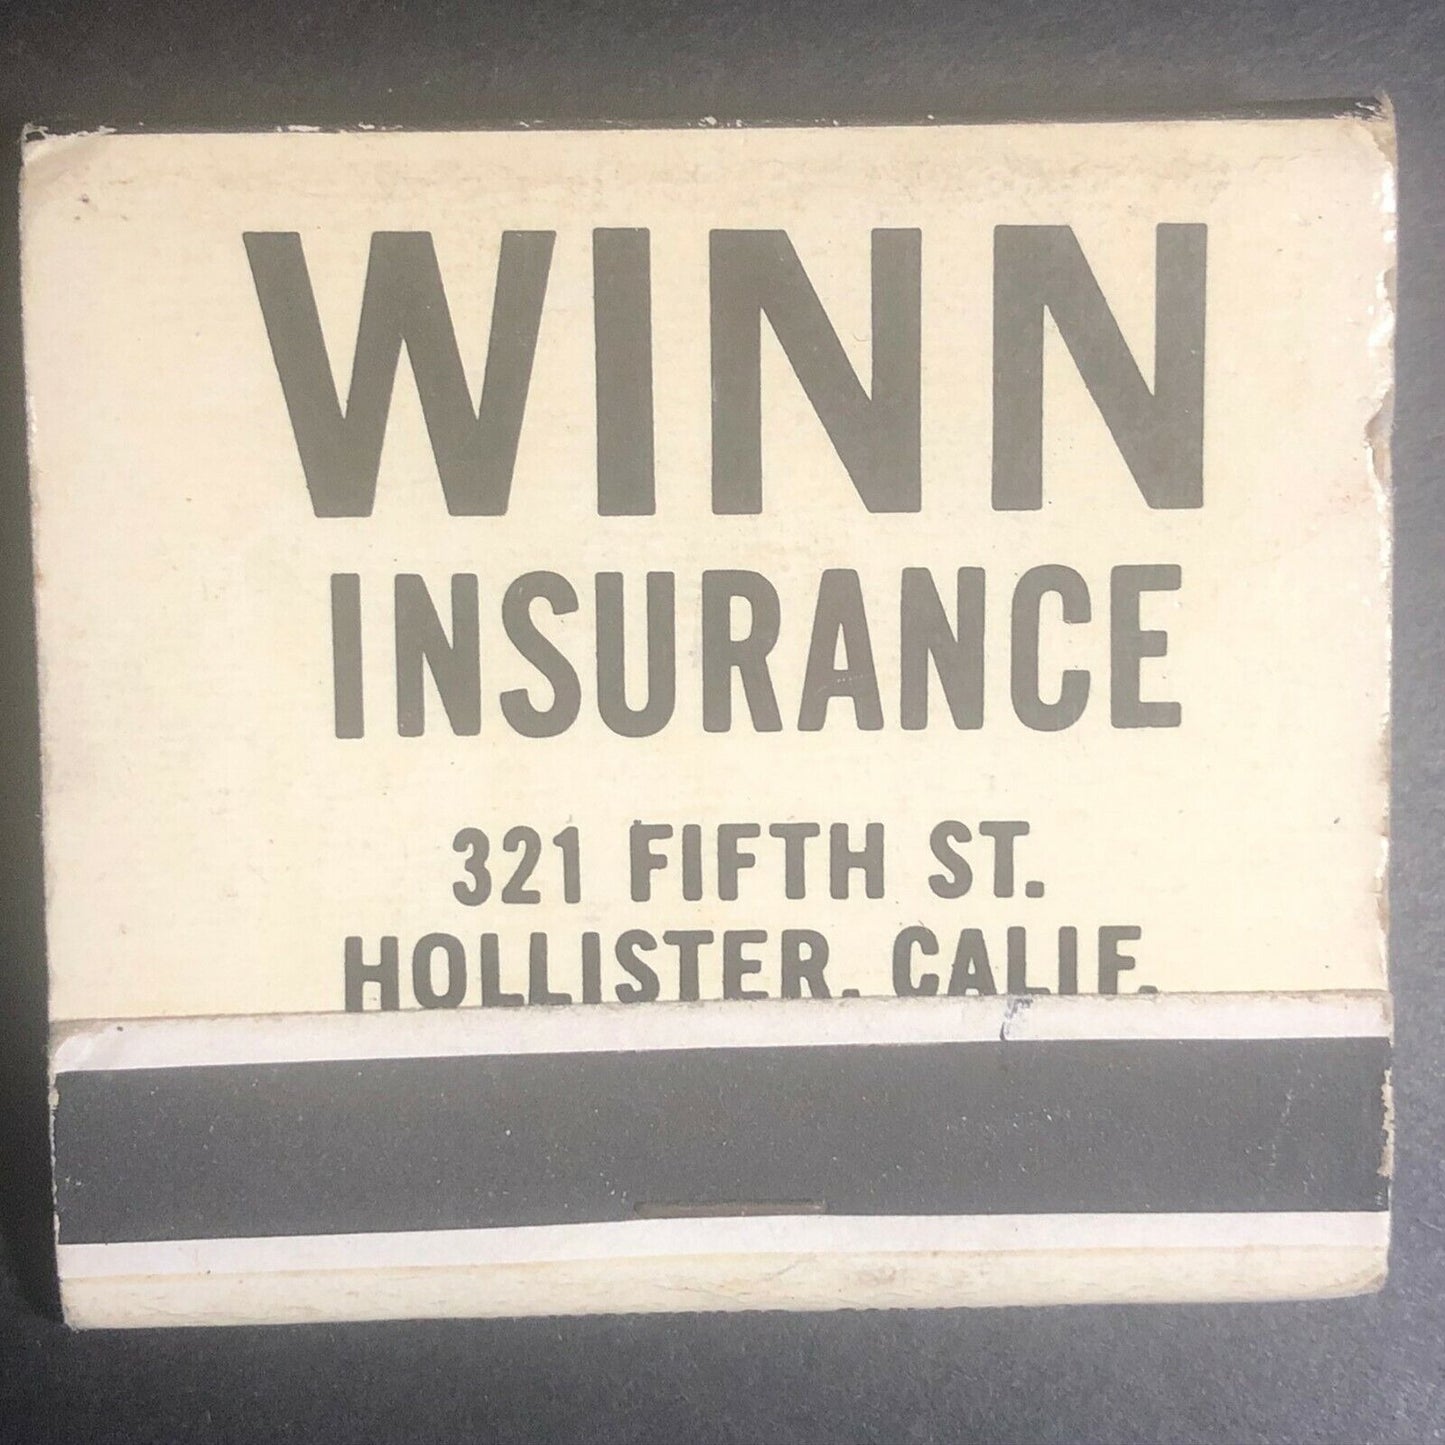 WINN
INSURANCE
321 FIFTH ST.
HOLLISTER, CALIF.